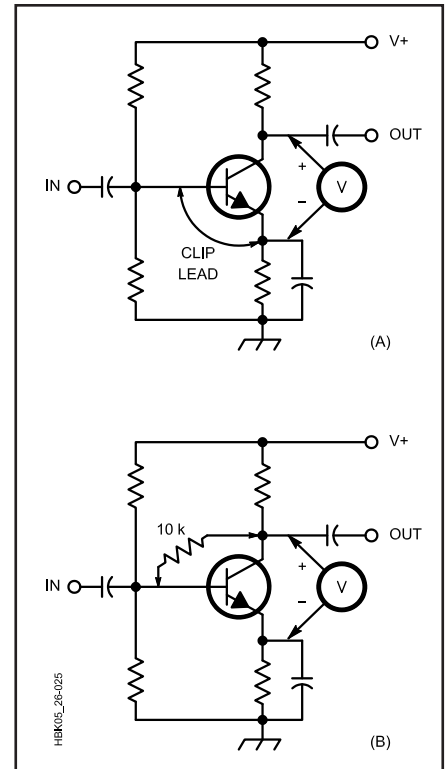 V+
OUT
+
IN
V
−
CLIP
LEAD
(A)
V+
10 k
OUT
+
IN
V
−
HBK05_26-025
(B)